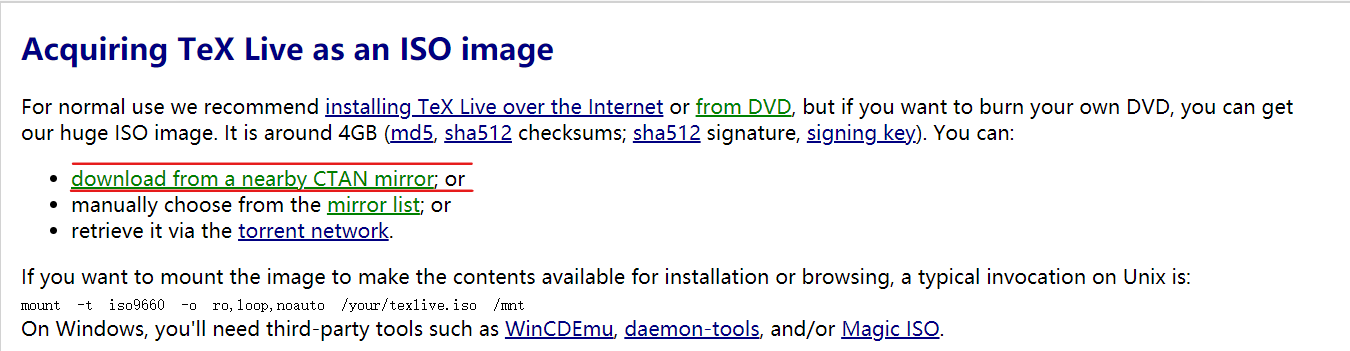 Acquiring TeX Live as an ISO image
For normal use we recommend installing TeX Live over the Internet or from DVD, but if you want to burn your own DVD, you can get
our huge ISO image. It is around 4GB (md5, sha512 checksums; sha512 signature, signing key). You can:
• download from a nearby CTAN mirror; or
• manually choose from the mirror list; or
• retrieve it via the torrent network.
If you want to mount the image to make the contents available for installation or browsing, a typical invocation on Unix is:
mount -t iso9660 -o ro,loop,noauto /your/texlive.iso /mnt
On Windows, you'll need third-party tools such as WinCDEmu, daemon-tools, and/or Magic ISO.